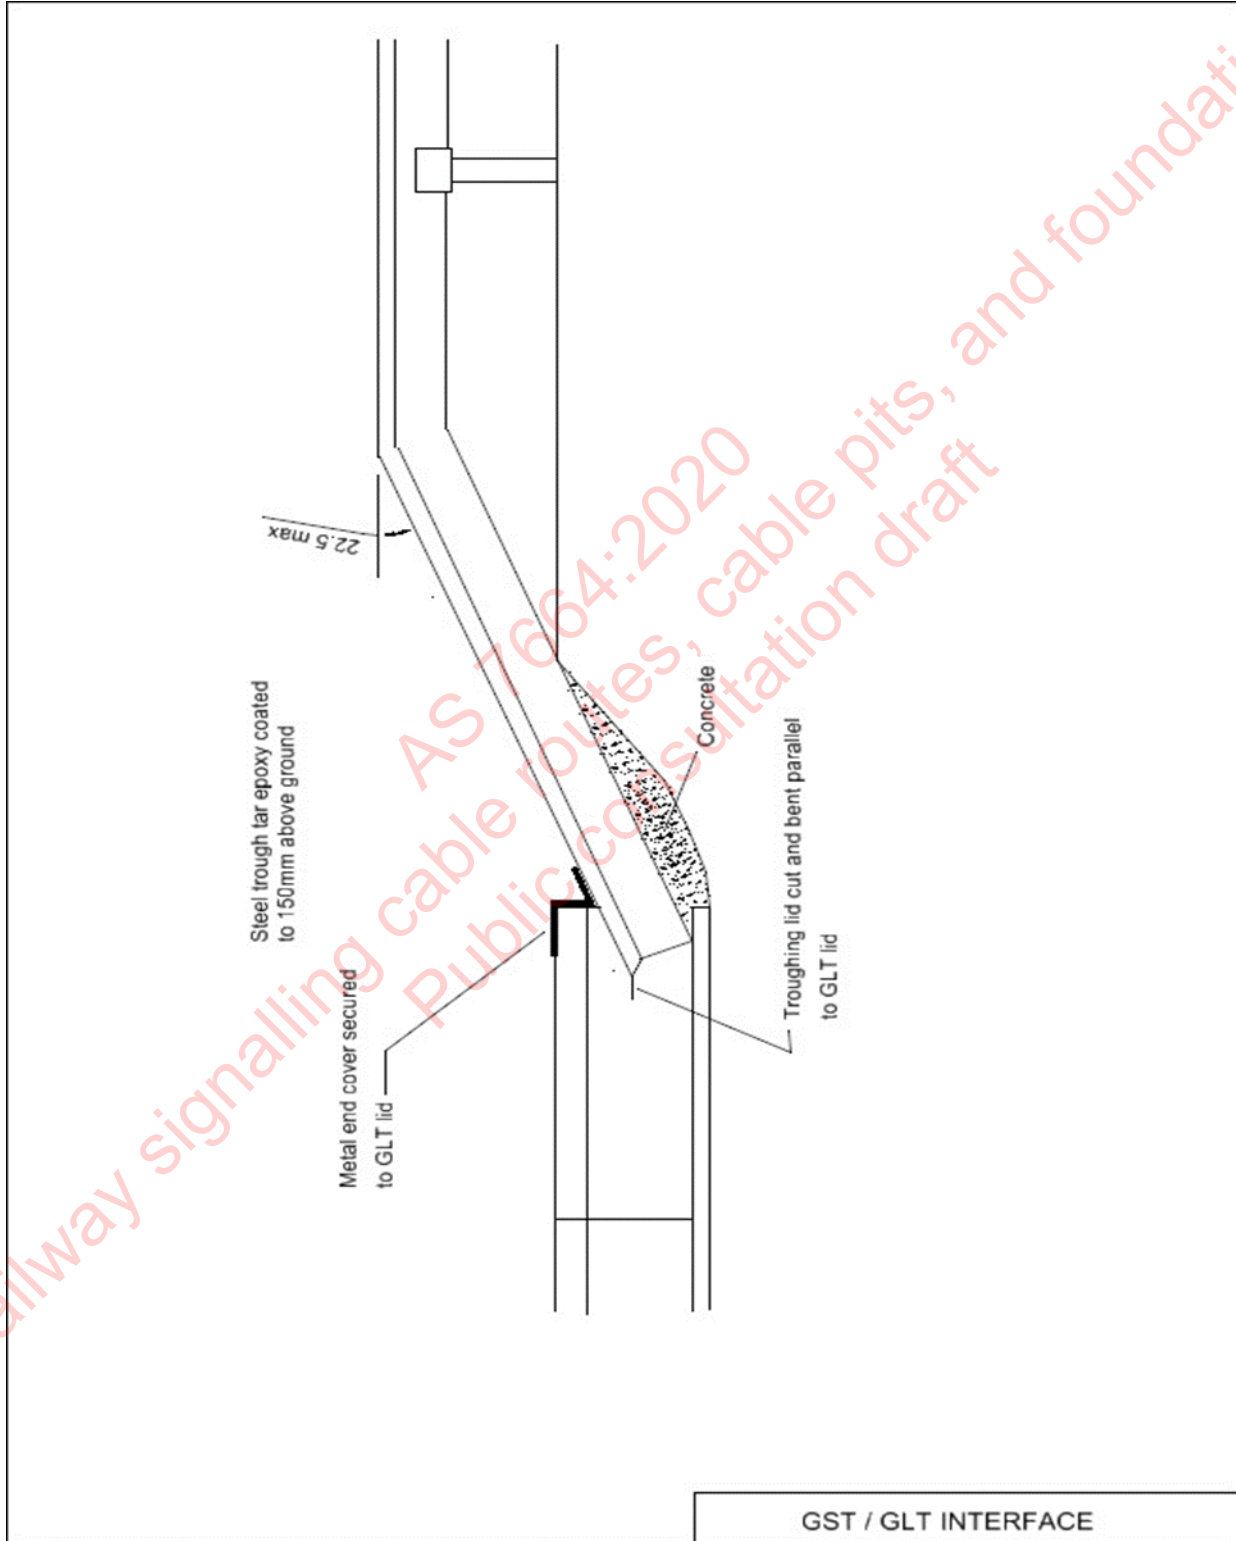 22.5 max
Steel trough tar epoxy coated
to 150mm above ground
Metal end cover secured
to GLT lid
Concrete
Troughing lid cut and bent parallel
to GLT lid
AS 7664:2020
ailway signalling cable routes, cable pits, and foundati
Public consultation draft
GST / GLT INTERFACE